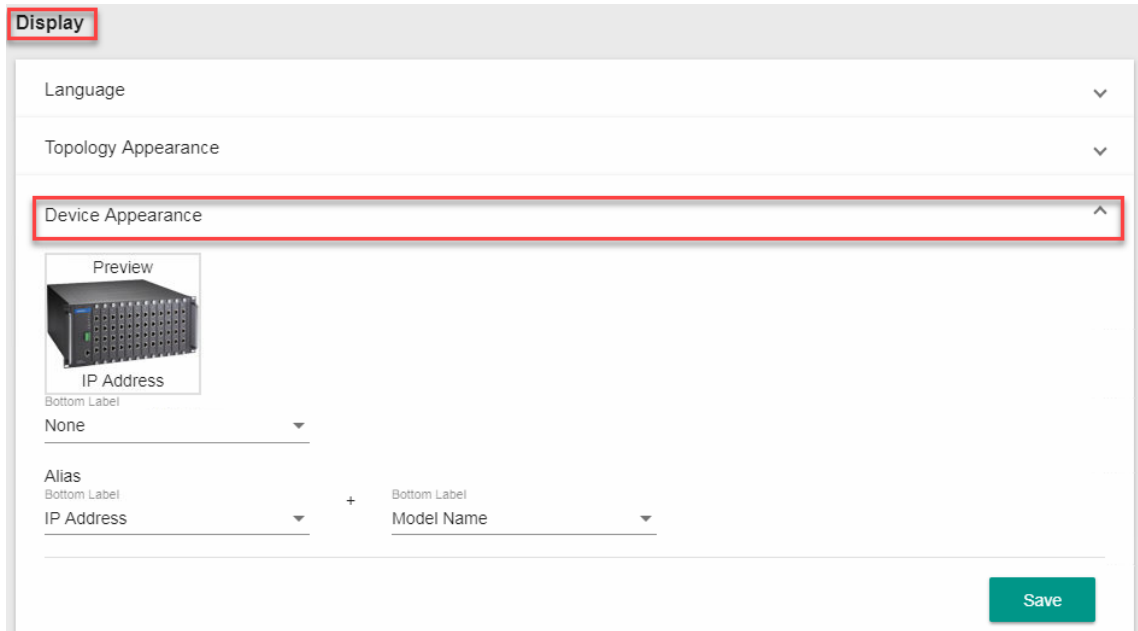 Display
Language
Topology Appearance
Device Appearance
Preview
IP Address
Bottom Label
None
Alias
Bottom Label
IP Address
+
Bottom Label
Model Name
Save